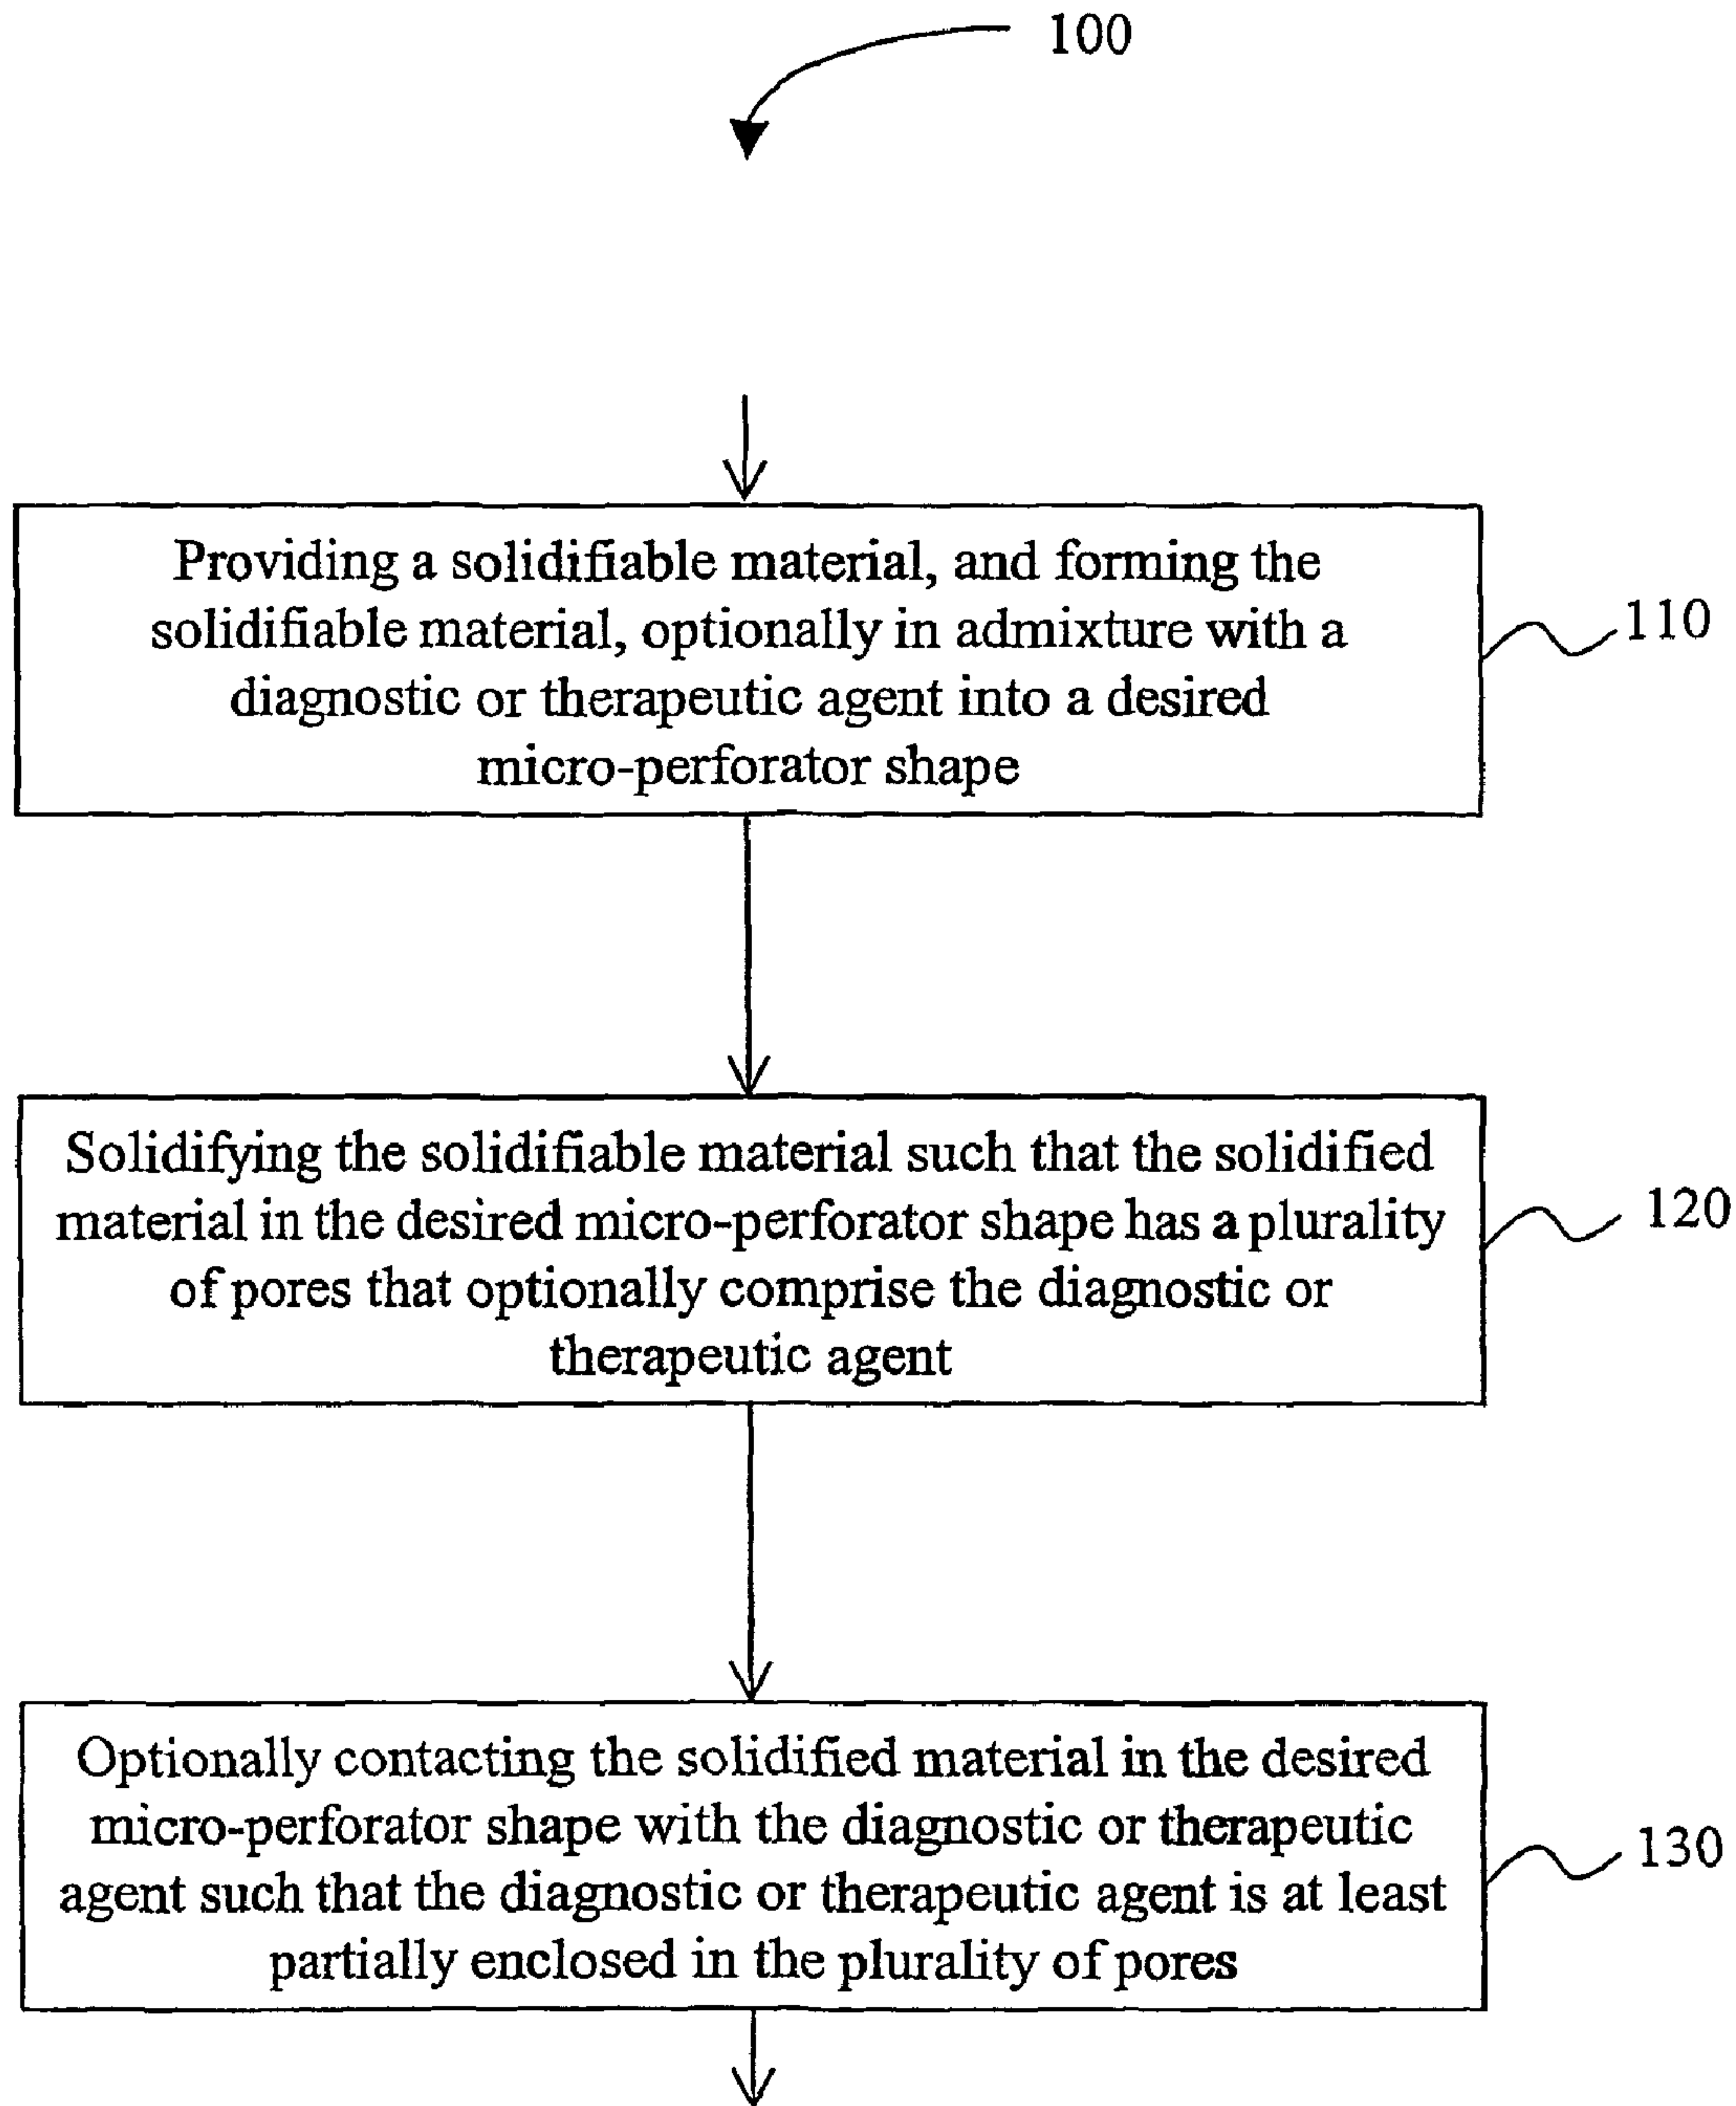 100
Providing a solidifiable material, and forming the
solidifiable material, optionally in admixture with a
diagnostic or therapeutic agent into a desired
micro-perforator shape
110
Solidifying the solidifiable material such that the solidified
material in the desired micro-perforator shape has a plurality
of pores that optionally comprise the diagnostic or
therapeutic agent
120
Optionally contacting the solidified material in the desired
micro-perforator shape with the diagnostic or therapeutic
agent such that the diagnostic or therapeutic agent is at least
partially enclosed in the plurality of pores
130